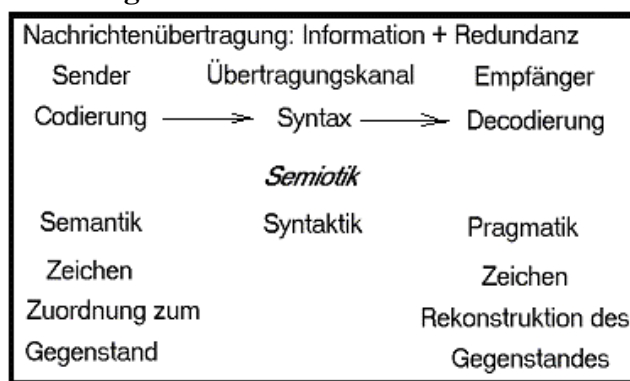 Nachrichtenübertragung: Information + Redundanz
Sender Übertragungskanal Empfänger
Codierung Syntax Decodierung
Semiotik
Semantik Syntaktik Pragmatik
Zeichen Zeichen
Zuordnung zum Rekonstruktion des
Gegenstand Gegenstandes